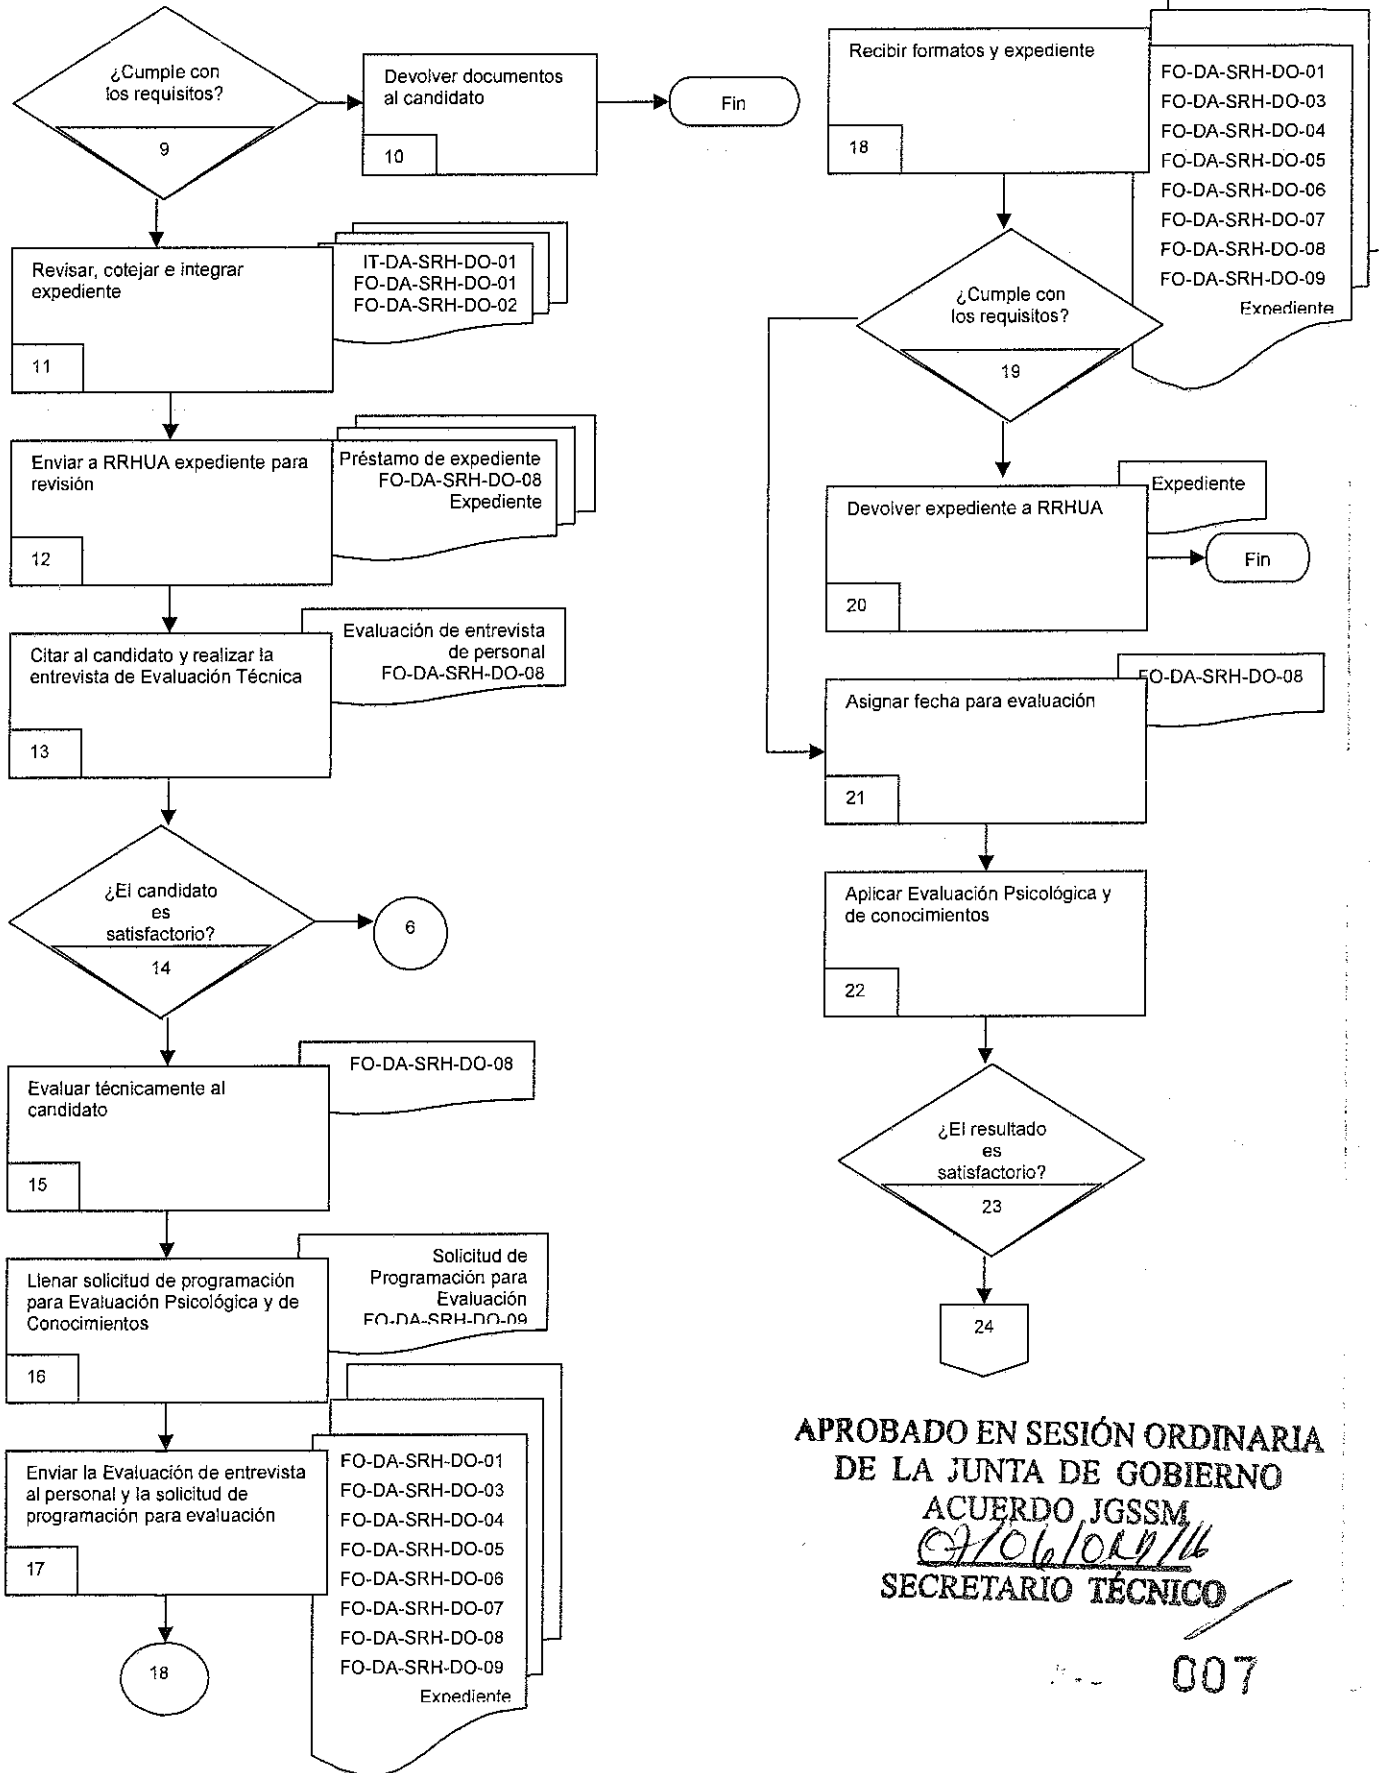 ¿Cumple con
los requisitos?
9
Devolver documentos
al candidato
10
Fin
Revisar, cotejar e integrar
expediente
11
IT-DA-SRH-DO-01
FO-DA-SRH-DO-01
FO-DA-SRH-DO-02
Enviar a RRHUA expediente para
revisión
12
Préstamo de expediente
FO-DA-SRH-DO-08
Expediente
Citar al candidato y realizar la
entrevista de Evaluación Técnica
13
Evaluación de entrevista
de personal
FO-DA-SRH-DO-08
¿El candidato
es
satisfactorio?
14
6
Evaluar técnicamente al
candidato
15
FO-DA-SRH-DO-08
Llenar solicitud de programación
para Evaluación Psicológica y de
Conocimientos
16
Solicitud de
Programación para
Evaluación
FO-DA-SRH-DO-09
Enviar la Evaluación de entrevista
al personal y la solicitud de
programación para evaluación
17
FO-DA-SRH-DO-01
FO-DA-SRH-DO-03
FO-DA-SRH-DO-04
FO-DA-SRH-DO-05
FO-DA-SRH-DO-06
FO-DA-SRH-DO-07
FO-DA-SRH-DO-08
FO-DA-SRH-DO-09
Expediente
18
Recibir formatos y expediente
18
FO-DA-SRH-DO-01
FO-DA-SRH-DO-03
FO-DA-SRH-DO-04
FO-DA-SRH-DO-05
FO-DA-SRH-DO-06
FO-DA-SRH-DO-07
FO-DA-SRH-DO-08
FO-DA-SRH-DO-09
Expediente
¿Cumple con
los requisitos?
19
Devolver expediente a RRHUA
20
Expediente
Fin
Asignar fecha para evaluación
21
FO-DA-SRH-DO-08
Aplicar Evaluación Psicológica y
de conocimientos
22
¿El resultado
es
satisfactorio?
23
24
APROBADO EN SESIÓN ORDINARIA
DE LA JUNTA DE GOBIERNO
ACUERDO JGSSM
SECRETARIO TÉCNICO
007